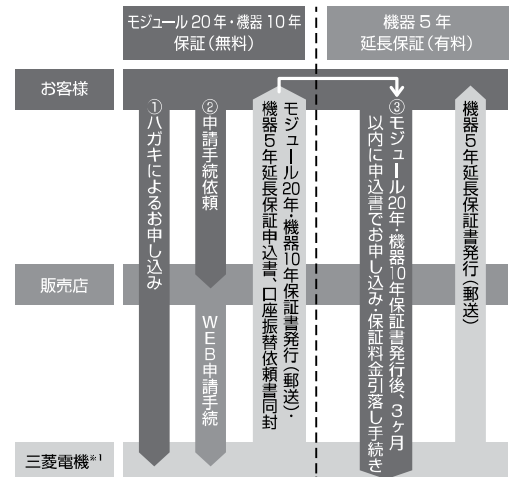 モジュール20年・機器10年
保証（無料）
機器5年
延長保証（有料）
お客様
販売店
三菱電機※1
①ハガキによるお申し込み
②申請手続依頼
WEB申請手続
モジュール20年・機器10年保証書発行（郵送）・
機器5年延長保証申込書、口座振替依頼書同封
③モジュール20年・機器10年保証書発行後、3ヶ月
以内に申込書でお申し込み・保証料金引落し手続き
機器5年延長保証書発行（郵送）